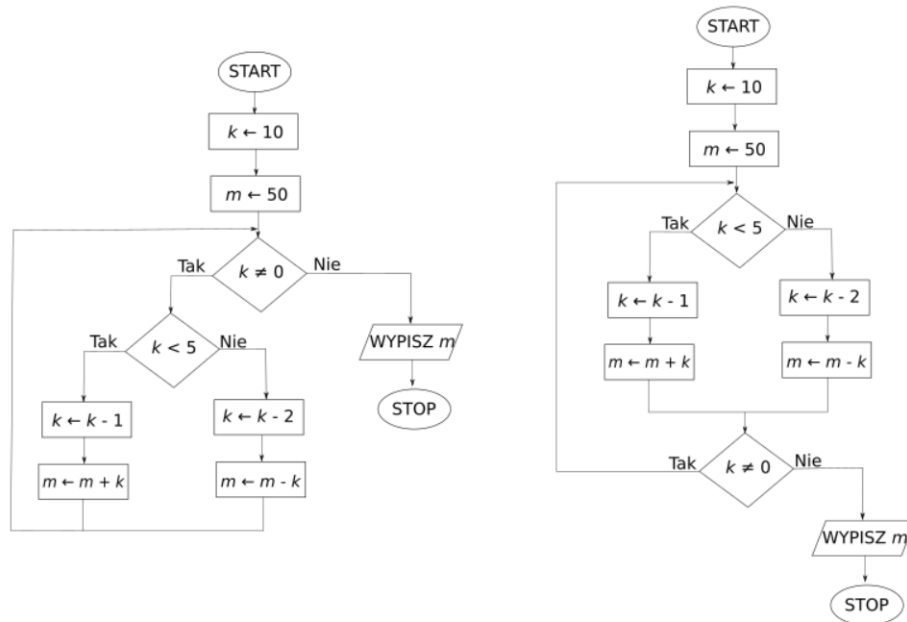 START
k ← 10
m ← 50
k ≠ 0
Tak
Nie
k < 5
Tak
Nie
k ← k - 1
k ← k - 2
m ← m + k
m ← m - k
WYPISZ m
STOP
START
k ← 10
m ← 50
k < 5
Tak
Nie
k ← k - 1
k ← k - 2
m ← m + k
m ← m - k
k ≠ 0
Tak
Nie
WYPISZ m
STOP